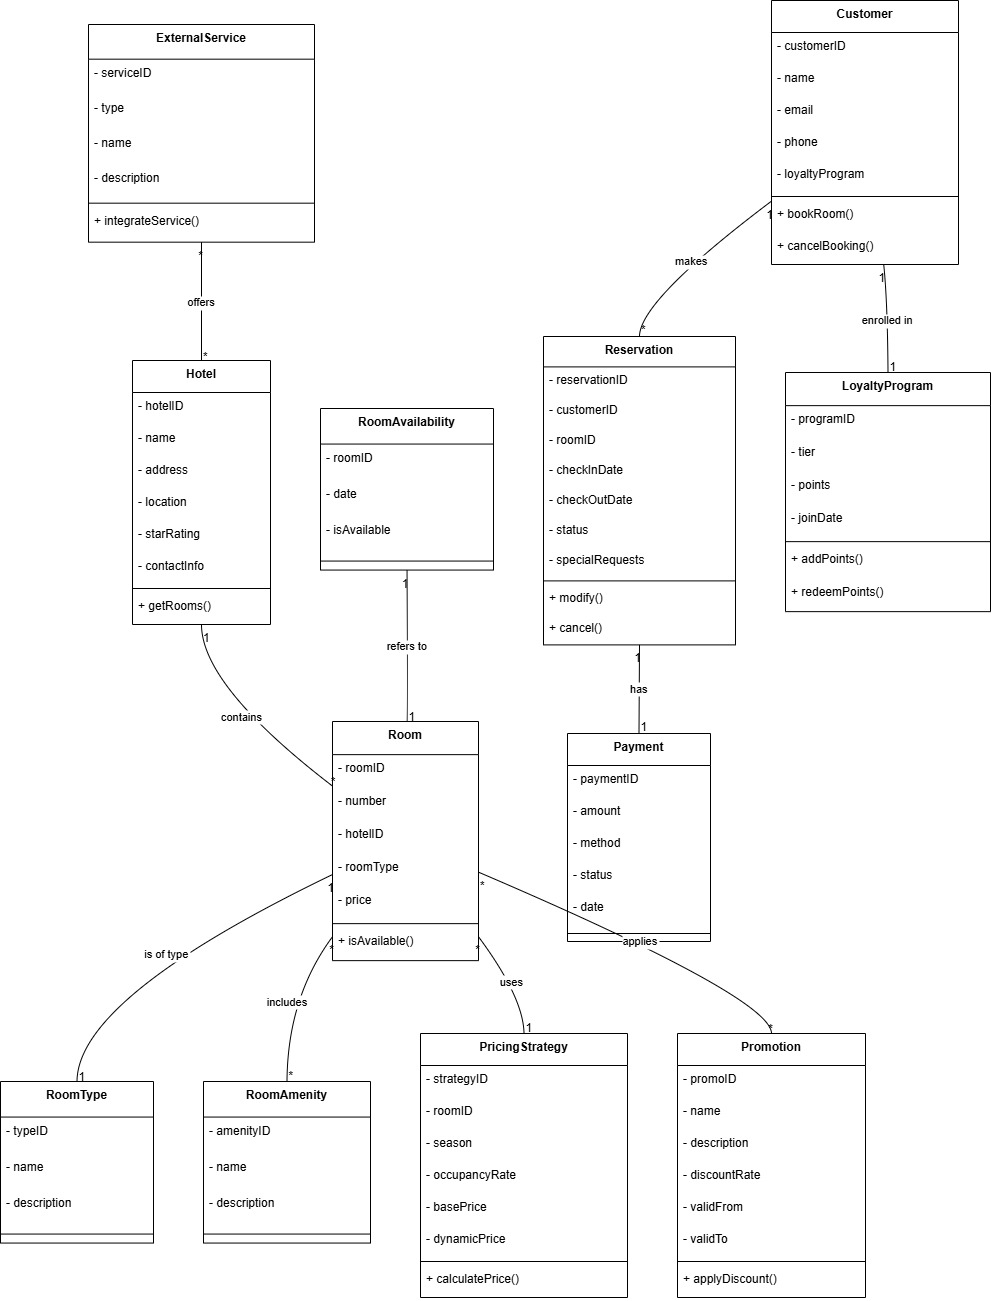 ExternalService
- serviceID
- type
- name
- description
+ integrateService()
Customer
- customerID
- name
- email
- phone
- loyaltyProgram
+ bookRoom()
+ cancelBooking()
*
offers
*
1
makes
*
1
enrolled in
1
Hotel
- hotelID
- name
- address
- location
- starRating
- contactInfo
+ getRooms()
RoomAvailability
- roomID
- date
- isAvailable
Reservation
- reservationID
- customerID
- roomID
- checkInDate
- checkOutDate
- status
- specialRequests
+ modify()
+ cancel()
LoyaltyProgram
- programID
- tier
- points
- joinDate
+ addPoints()
+ redeemPoints()
1
contains
*
1
refers to
1
1
has
1
Room
- roomID
- number
- hotelID
- roomType
- price
+ isAvailable()
Payment
- paymentID
- amount
- method
- status
- date
1
is of type
1
*
includes
*
*
uses
1
*
applies
*
RoomType
- typeID
- name
- description
RoomAmenity
- amenityID
- name
- description
PricingStrategy
- strategyID
- roomID
- season
- occupancyRate
- basePrice
- dynamicPrice
+ calculatePrice()
Promotion
- promoID
- name
- description
- discountRate
- validFrom
- validTo
+ applyDiscount()